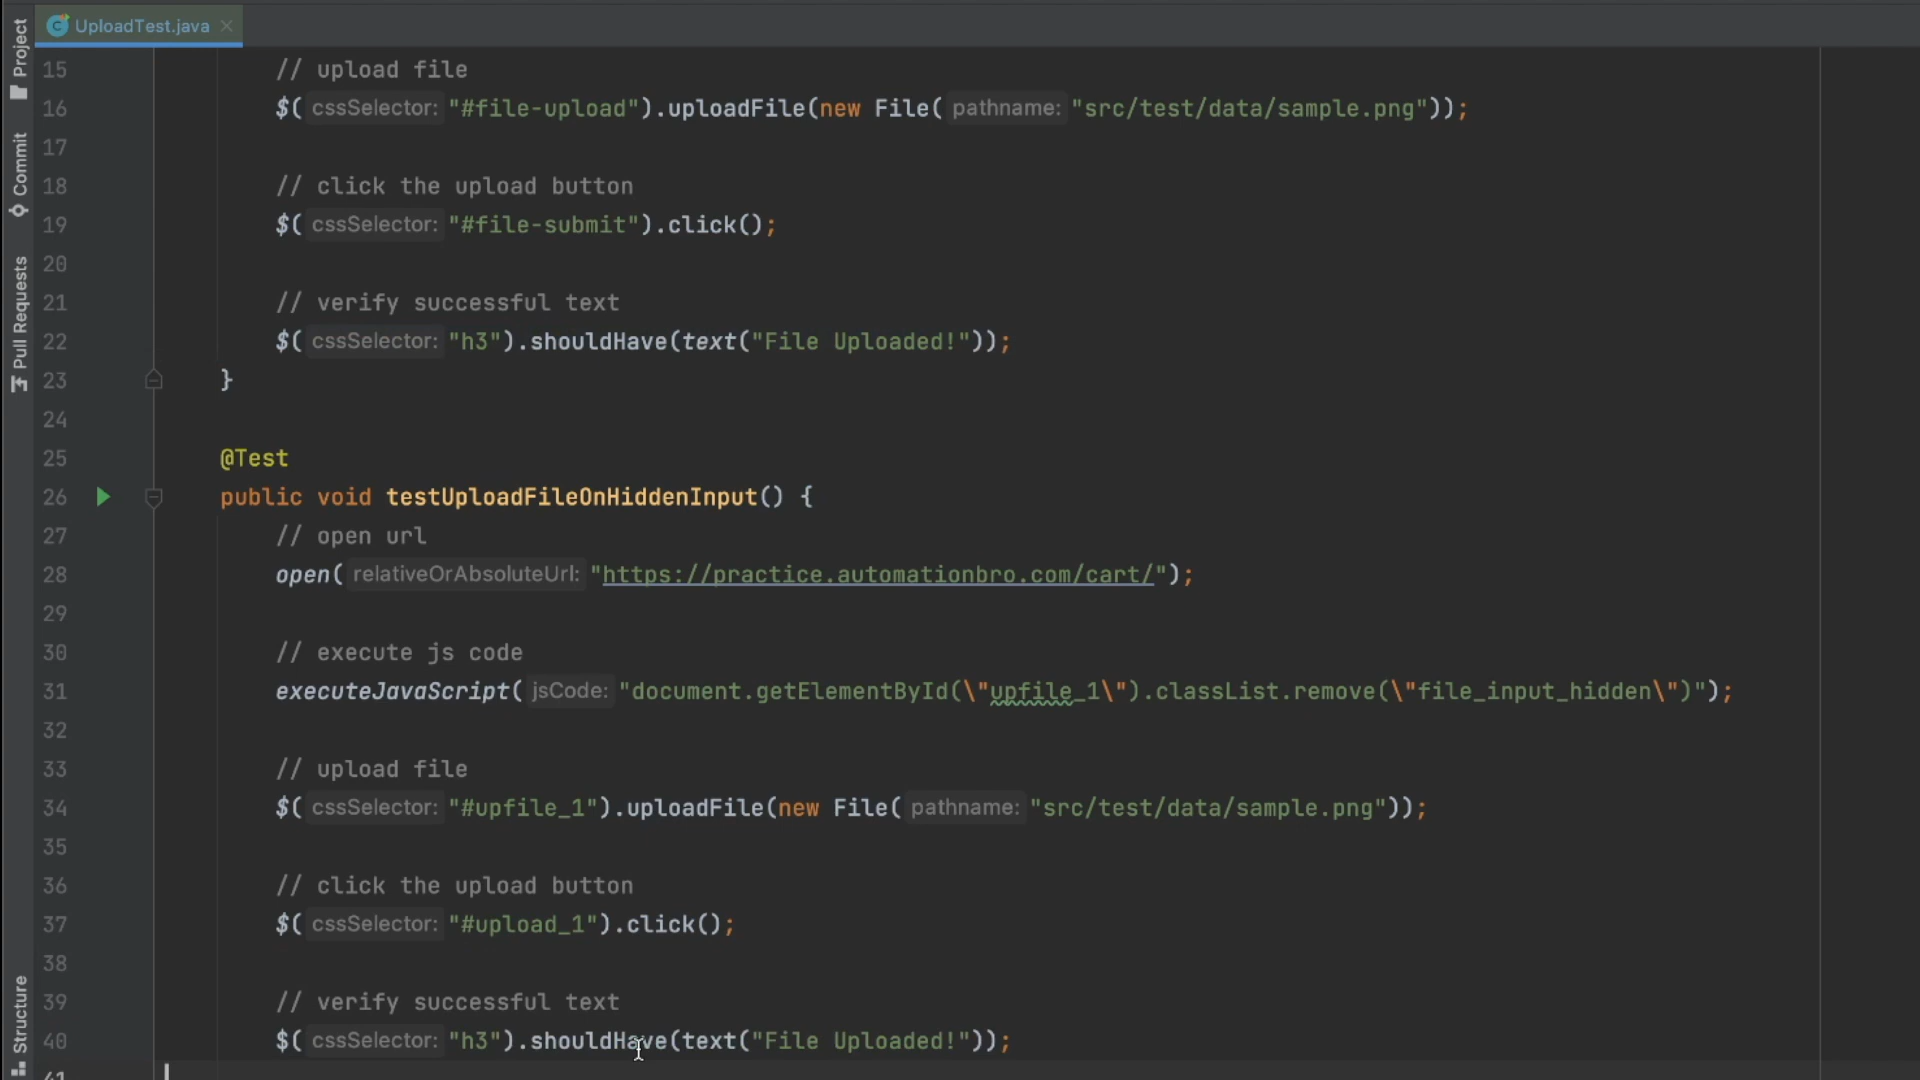 UploadTest.java
Project
Commit
Pull Requests
Structure
15 // upload file
16 $( cssSelector: "#file-upload").uploadFile(new File( pathname: "src/test/data/sample.png"));
17
18 // click the upload button
19 $( cssSelector: "#file-submit").click();
20
21 // verify successful text
22 $( cssSelector: "h3").shouldHave(text("File Uploaded!"));
23 }
24
25 @Test
26 public void testUploadFileOnHiddenInput() {
27 // open url
28 open( relativeOrAbsoluteUrl: "https://practice.automationbro.com/cart/");
29
30 // execute js code
31 executeJavaScript( jsCode: "document.getElementById(\"upfile_1\").classList.remove(\"file_input_hidden\")");
32
33 // upload file
34 $( cssSelector: "#upfile_1").uploadFile(new File( pathname: "src/test/data/sample.png"));
35
36 // click the upload button
37 $( cssSelector: "#upload_1").click();
38
39 // verify successful text
40 $( cssSelector: "h3").shouldHave(text("File Uploaded!"));
41